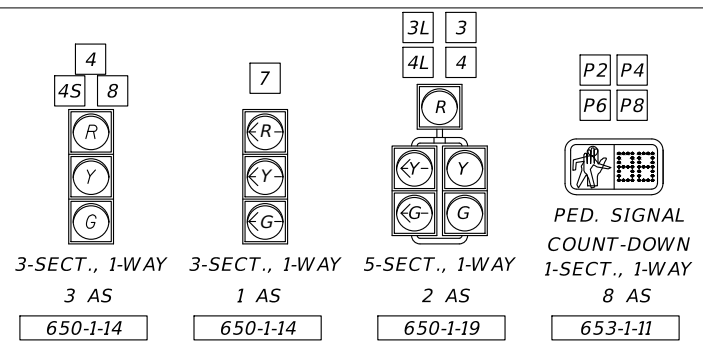 4
4S 8
R
Y
G
3-SECT., 1-WAY
3 AS
650-1-14
7
R
Y
G
3-SECT., 1-WAY
1 AS
650-1-14
3L 3
4L 4
R
Y Y
G G
5-SECT., 1-WAY
2 AS
650-1-19
P2 P4
P6 P8
88
PED. SIGNAL
COUNT-DOWN
1-SECT., 1-WAY
8 AS
653-1-11